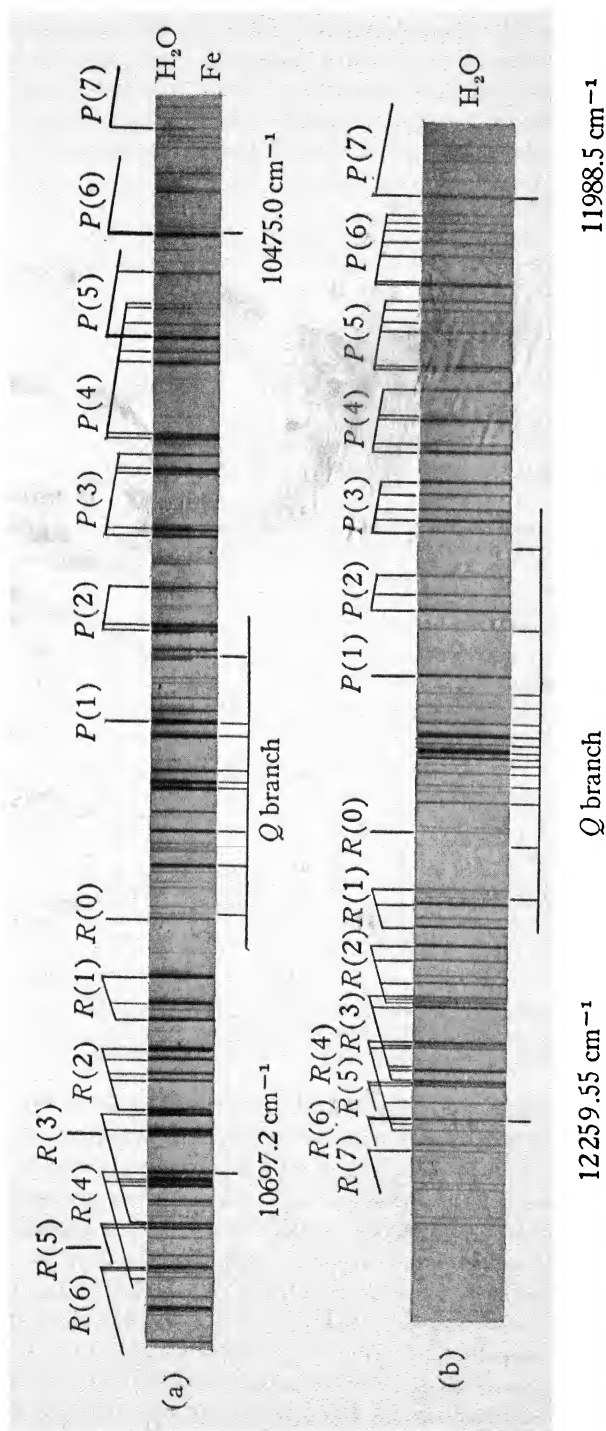 R(6) R(5) R(4) R(3) R(2) R(1) R(0) P(1) P(2) P(3) P(4) P(5) P(6) P(7)
H₂O
Fe
(a)
10697.2 cm⁻¹ Q branch 10475.0 cm⁻¹
R(7) R(6) R(5) R(4) R(3) R(2) R(1) R(0) P(1) P(2) P(3) P(4) P(5) P(6) P(7)
H₂O
(b)
12259.55 cm⁻¹ Q branch 11988.5 cm⁻¹